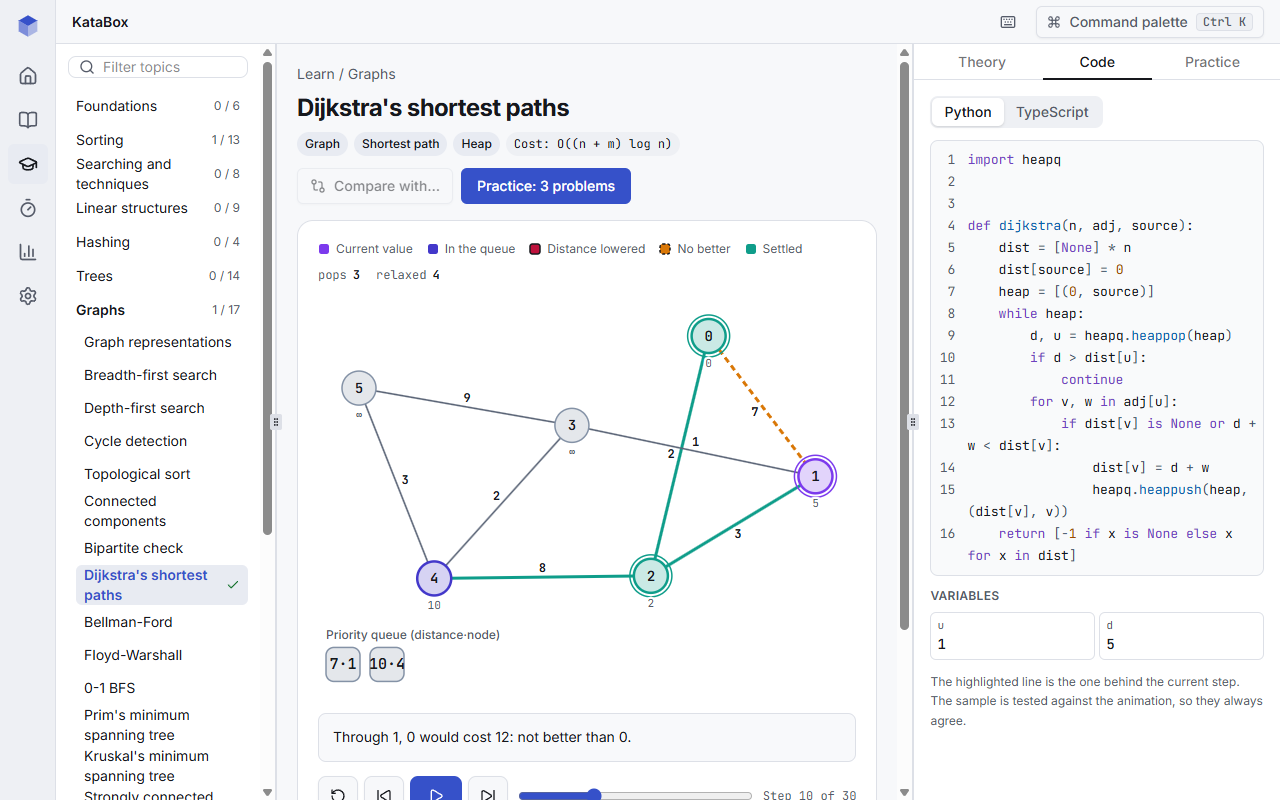 KataBox
Command palette Ctrl K
Filter topics
Foundations 0 / 6
Sorting 1 / 13
Searching and
techniques 0 / 8
Linear structures 0 / 9
Hashing 0 / 4
Trees 0 / 14
Graphs 1 / 17
Graph representations
Breadth-first search
Depth-first search
Cycle detection
Topological sort
Connected
components
Bipartite check
Dijkstra's shortest
paths
Bellman-Ford
Floyd-Warshall
0-1 BFS
Prim's minimum
spanning tree
Kruskal's minimum
spanning tree
Strongly connected
Learn / Graphs
Dijkstra's shortest paths
Graph Shortest path Heap Cost: O((n + m) log n)
Compare with... Practice: 3 problems
Current value In the queue Distance lowered No better Settled
pops 3 relaxed 4
0
0
5
∞
9
7
3
∞
1
2
1
5
3
2
3
8
4
10
2
2
Priority queue (distance·node)
7·1 10·4
Through 1, 0 would cost 12: not better than 0.
Step 10 of 30
Theory Code Practice
Python TypeScript
1 import heapq
2
3
4 def dijkstra(n, adj, source):
5 dist = [None] * n
6 dist[source] = 0
7 heap = [(0, source)]
8 while heap:
9 d, u = heapq.heappop(heap)
10 if d > dist[u]:
11 continue
12 for v, w in adj[u]:
13 if dist[v] is None or d +
w < dist[v]:
14 dist[v] = d + w
15 heapq.heappush(heap,
(dist[v], v))
16 return [-1 if x is None else x
for x in dist]
VARIABLES
u d
1 5
The highlighted line is the one behind the current step.
The sample is tested against the animation, so they always
agree.